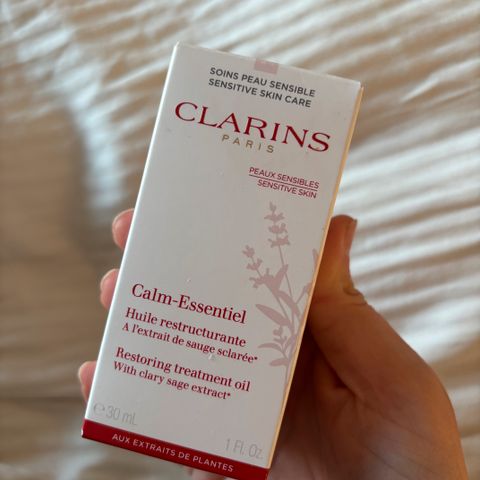 SOINS PEAU SENSIBLE
SENSITIVE SKIN CARE
CLARINS
PARIS
PEAUX SENSIBLES
SENSITIVE SKIN
Calm-Essentiel
Huile restructurante
A l'extrait de sauge sclarée*
Restoring treatment oil
With clary sage extract*
℮ 30 mL
1 Fl. Oz.
AUX EXTRAITS DE PLANTES